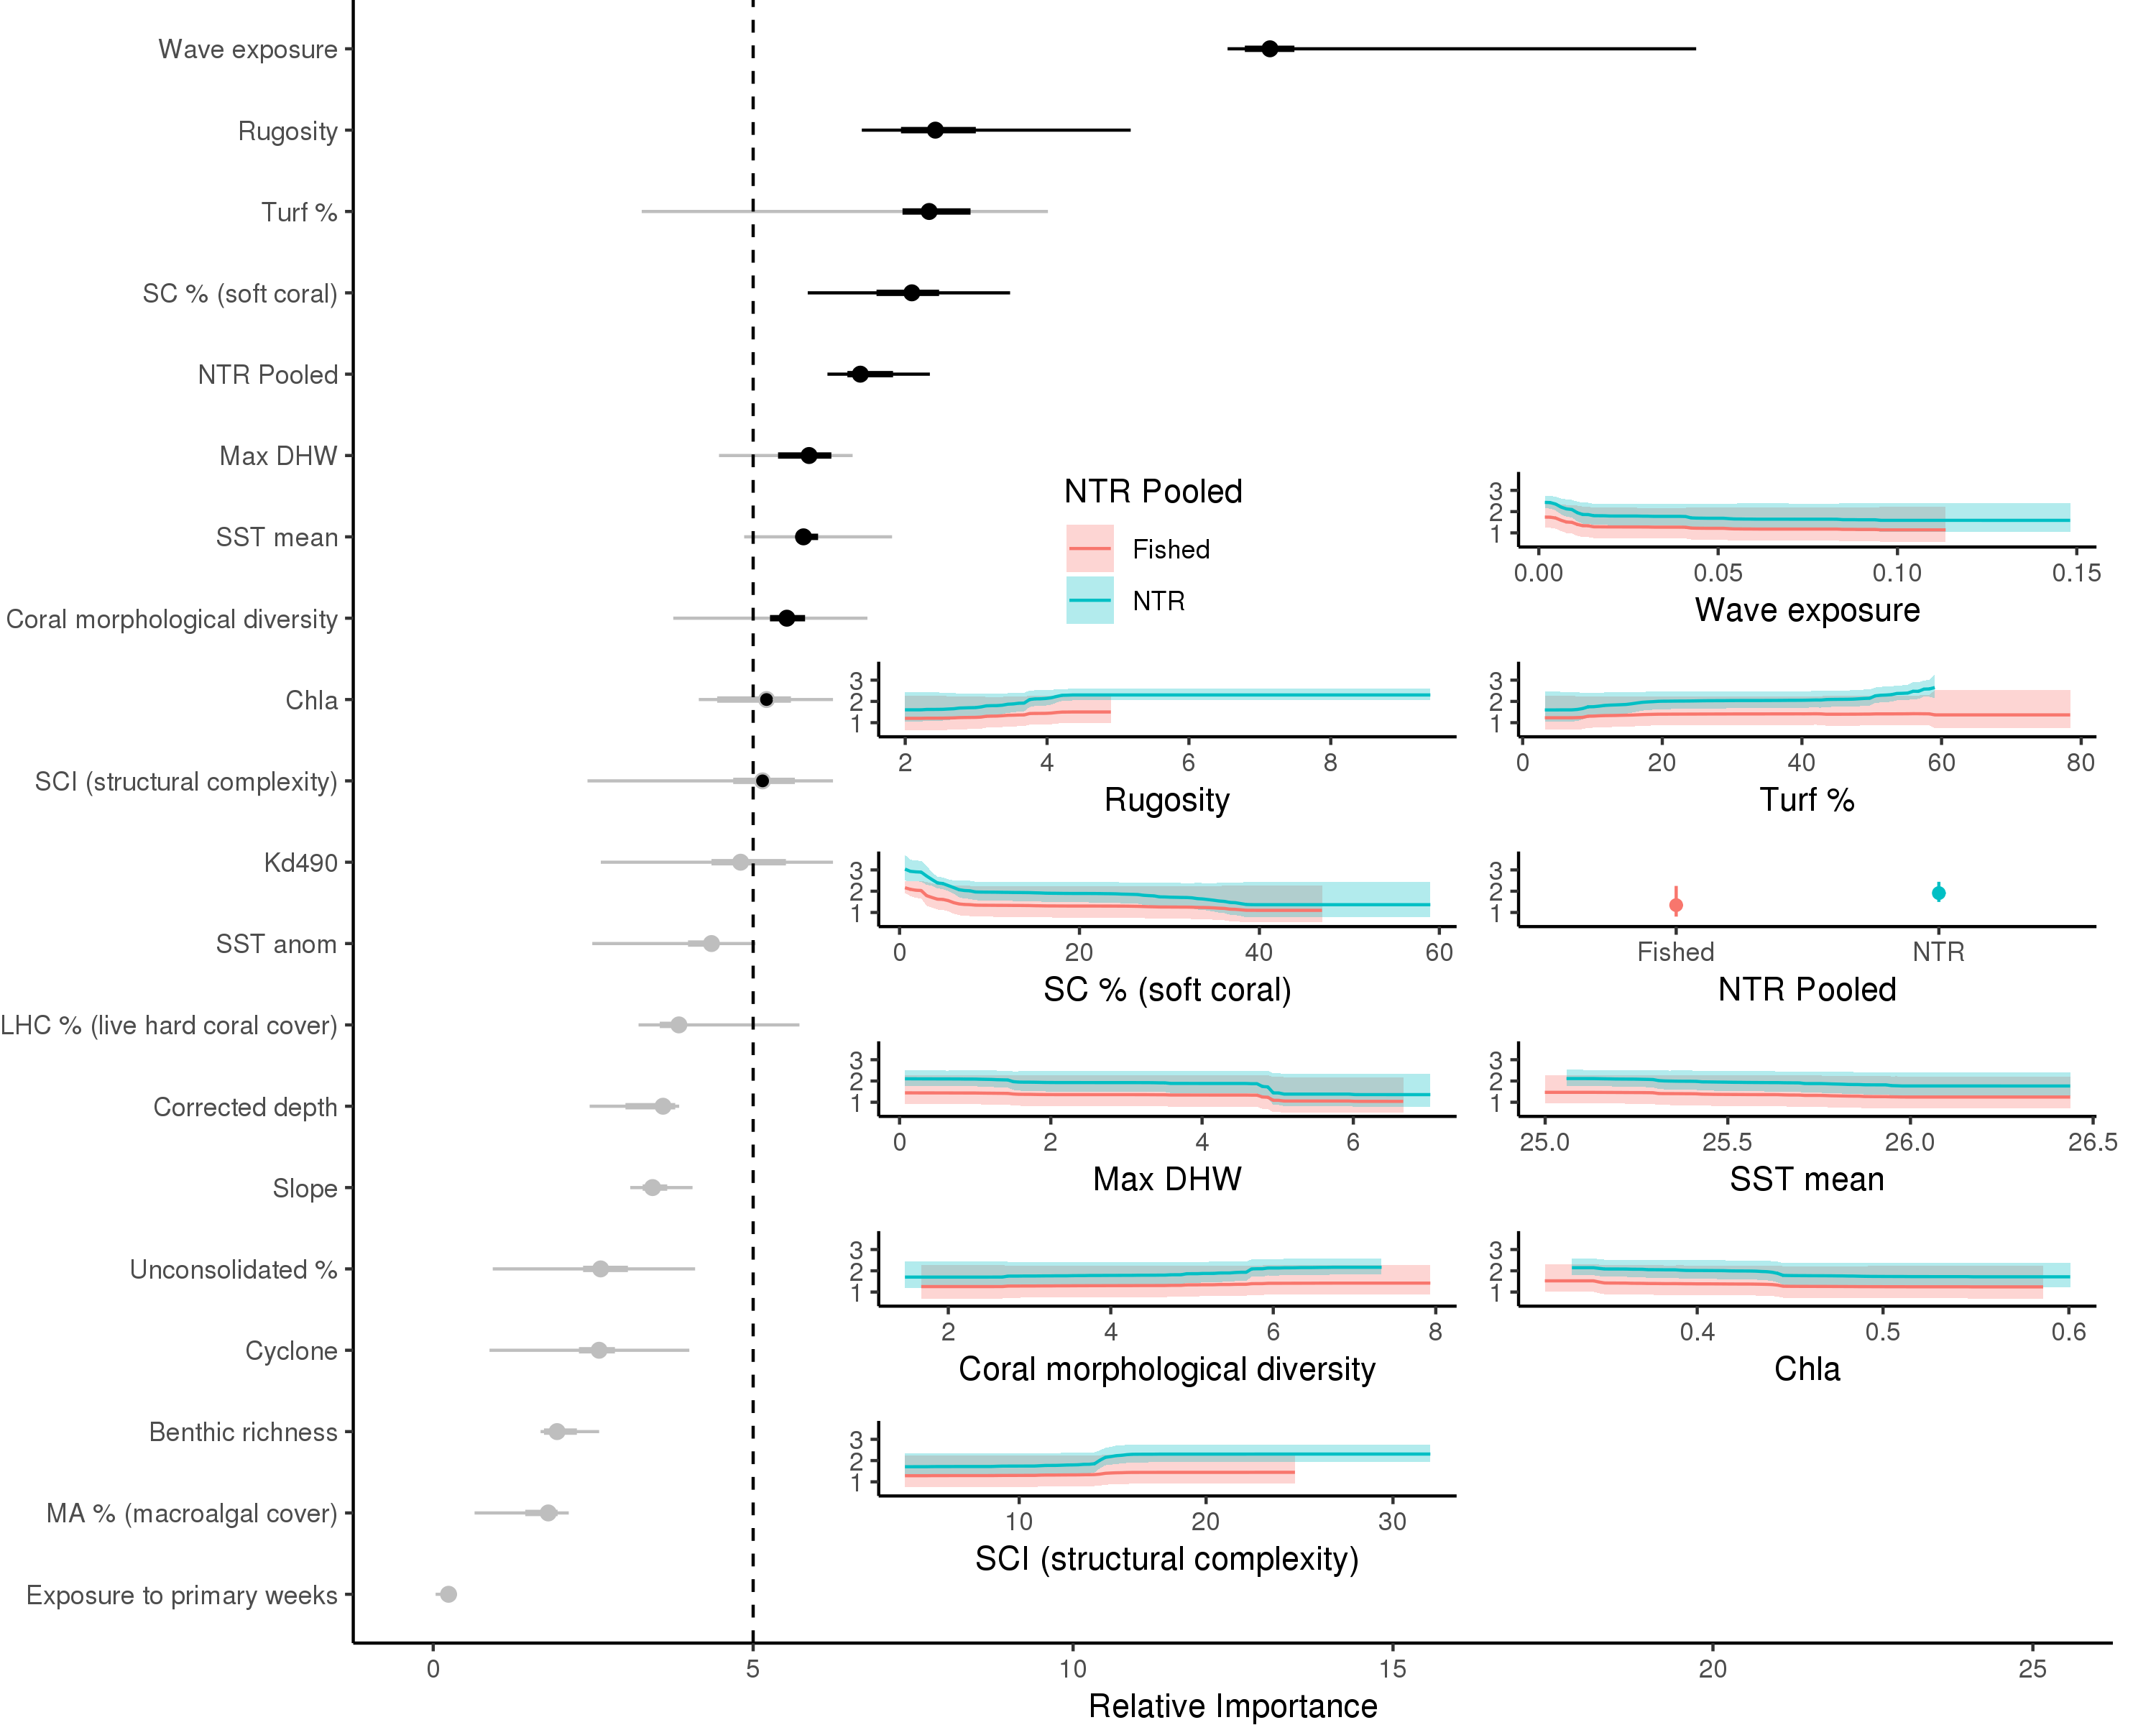 Wave exposure
Rugosity
Turf %
SC % (soft coral)
NTR Pooled
Max DHW
SST mean
Coral morphological diversity
Chla
SCI (structural complexity)
Kd490
SST anom
LHC % (live hard coral cover)
Corrected depth
Slope
Unconsolidated %
Cyclone
Benthic richness
MA % (macroalgal cover)
Exposure to primary weeks
0 5 10 15 20 25
Relative Importance
NTR Pooled
Fished
NTR
3
2
1
0.00 0.05 0.10 0.15
Wave exposure
3
2
1
2 4 6 8
Rugosity
3
2
1
0 20 40 60 80
Turf %
3
2
1
0 20 40 60
SC % (soft coral)
3
2
1
Fished NTR
NTR Pooled
3
2
1
0 2 4 6
Max DHW
3
2
1
25.0 25.5 26.0 26.5
SST mean
3
2
1
2 4 6 8
Coral morphological diversity
3
2
1
0.4 0.5 0.6
Chla
3
2
1
10 20 30
SCI (structural complexity)